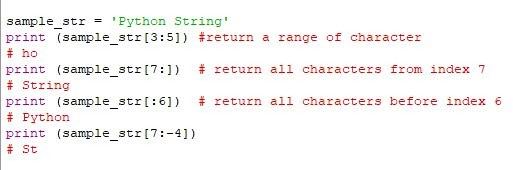 sample_str = 'Python String'
print (sample_str[3:5]) #return a range of character
# ho
print (sample_str[7:])  # return all characters from index 7
# String
print (sample_str[:6])  # return all characters before index 6
# Python
print (sample_str[7:-4])
# St